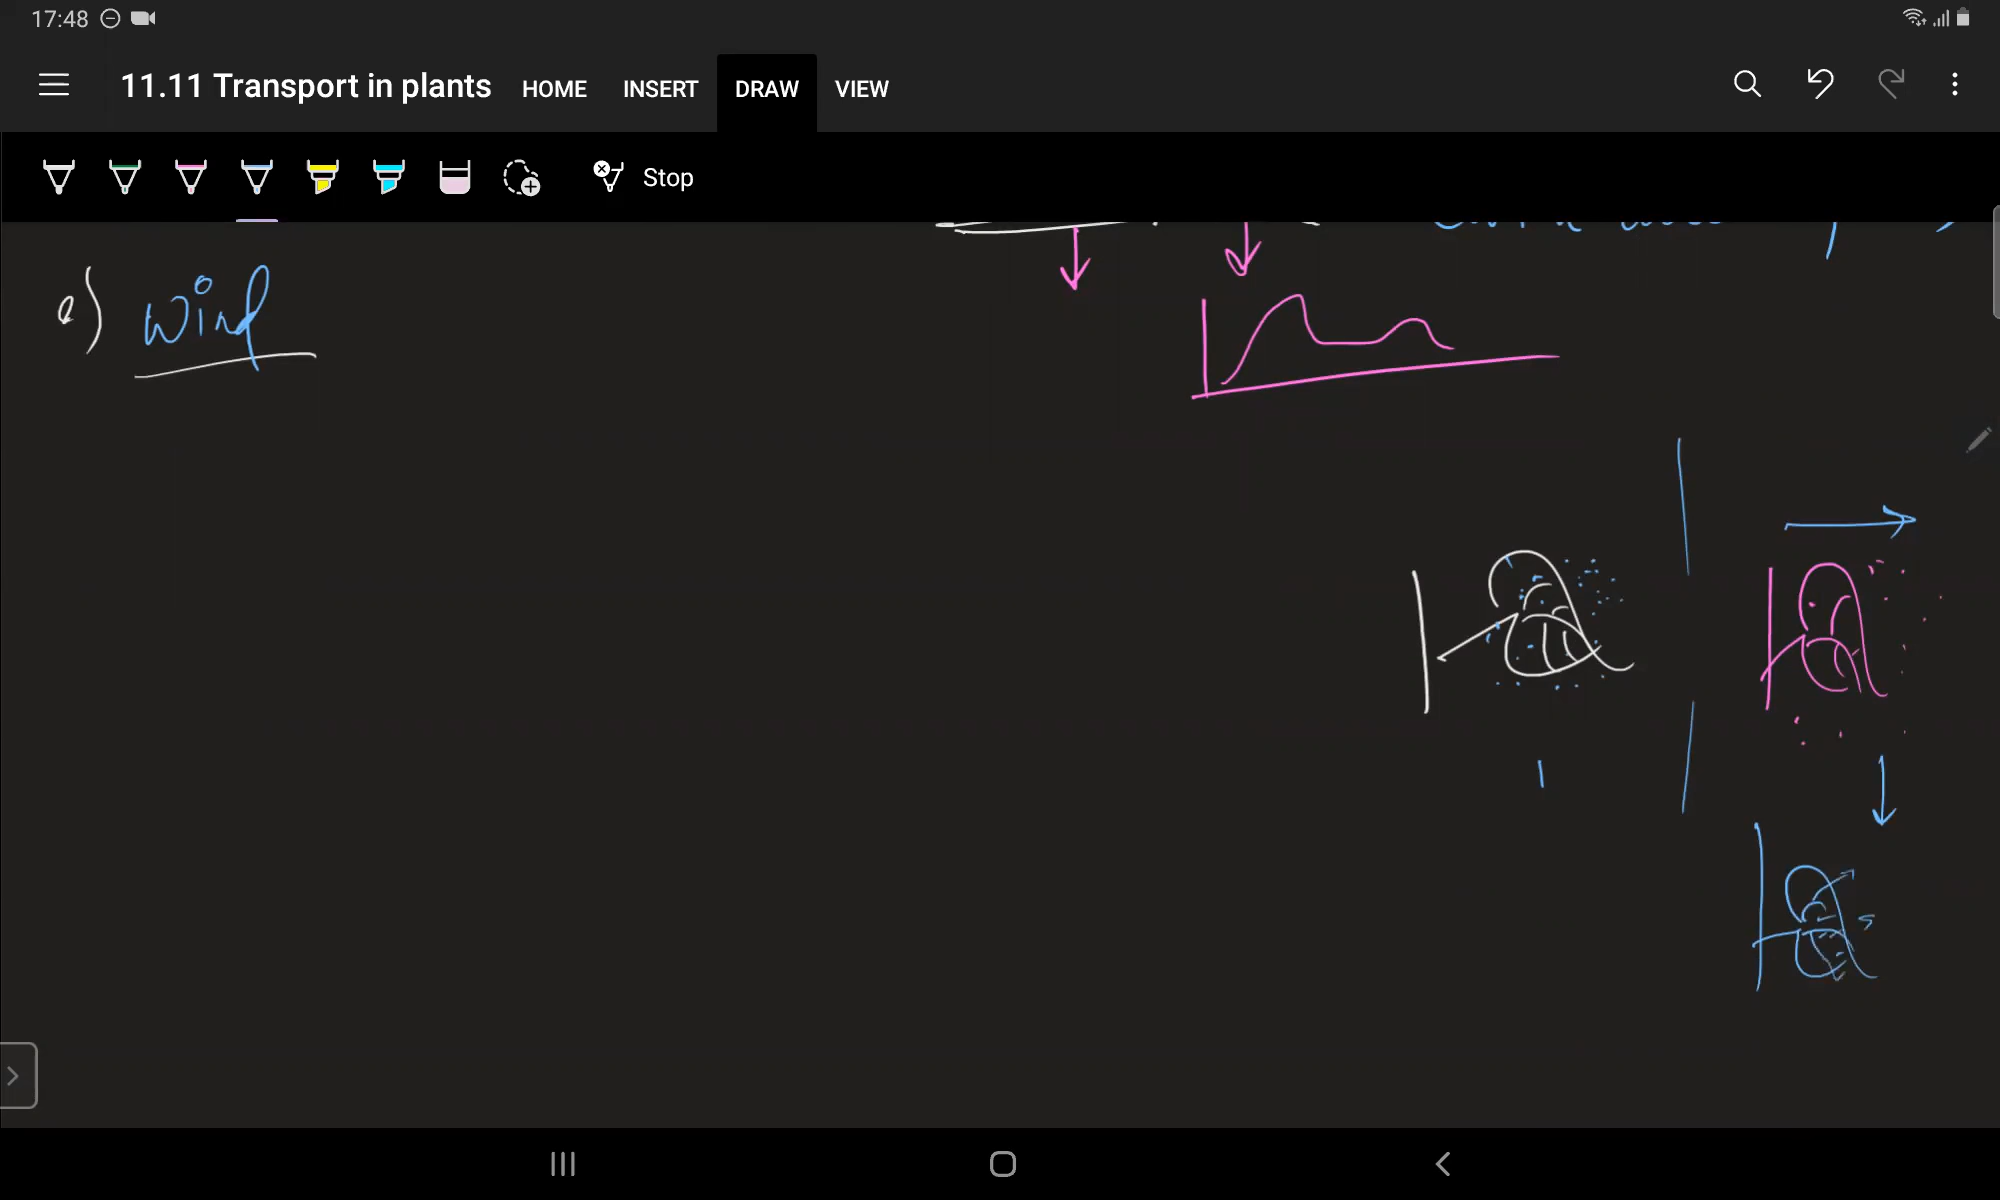 17:48
11.11 Transport in plants HOME INSERT DRAW VIEW
Stop
e) Wind